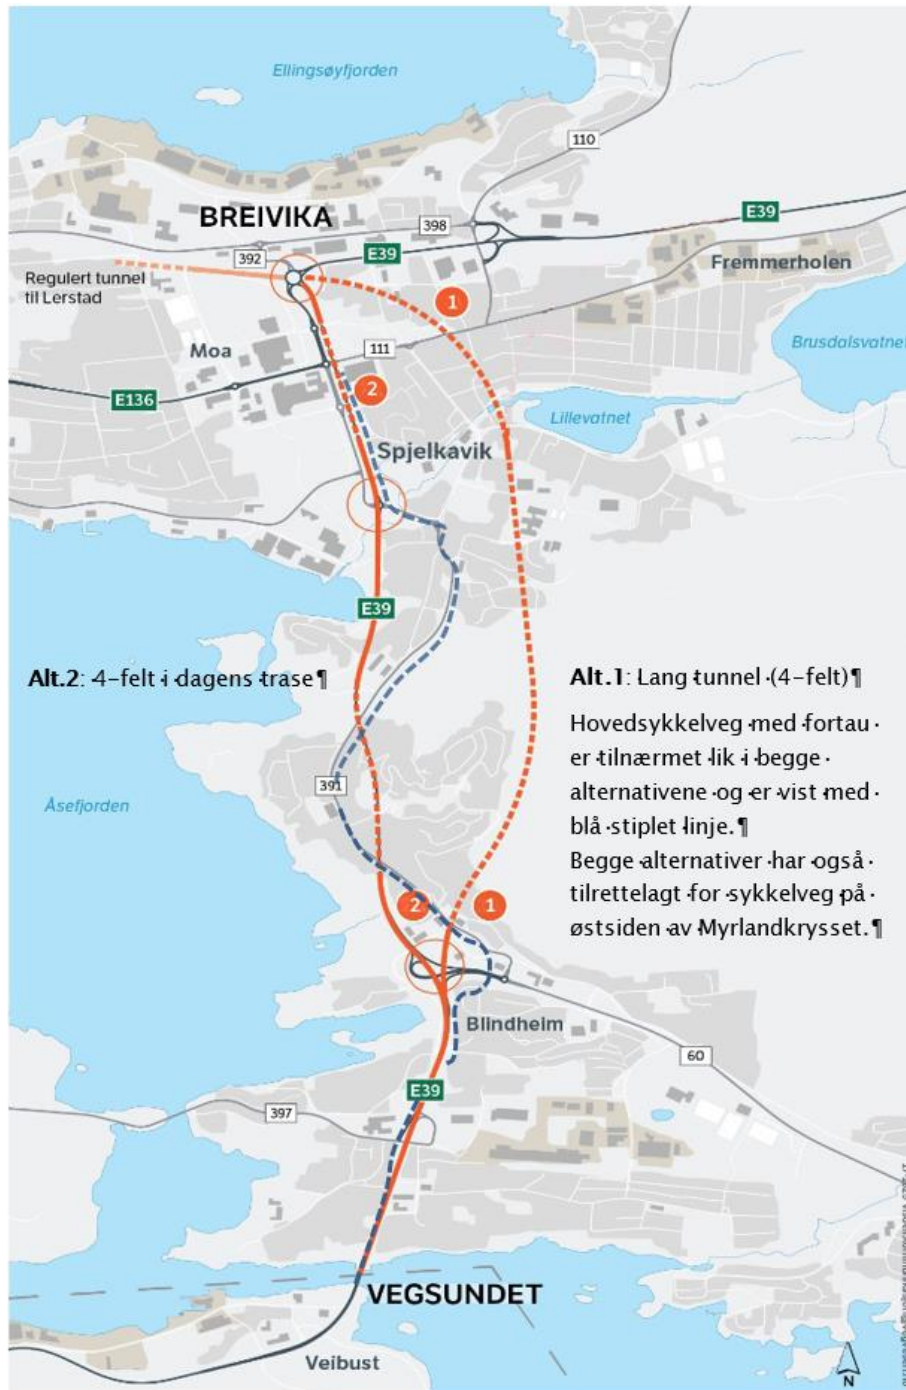 Ellingsøyfjorden
110
E39
BREIVIKA
398
392
E39
Fremmerholen
Regulert tunnel
til Lerstad
1
Brusdalsvatnet
Moa
111
2
E136
Lillevatnet
Spjelkavik
E39
Alt.2: 4-felt·i·dagens·trase¶
Alt.1: Lang·tunnel·(4-felt)¶
Hovedsykkelveg·med·fortau·
er·tilnærmet·lik·i·begge·
alternativene·og·er·vist·med·
blå·stiplet·linje.¶
Begge·alternativer·har·også·
tilrettelagt·for·sykkelveg·på·
østsiden·av·Myrlandkrysset.¶
391
Åsefjorden
2
1
Blindheim
60
E39
397
VEGSUNDET
Veibust
N